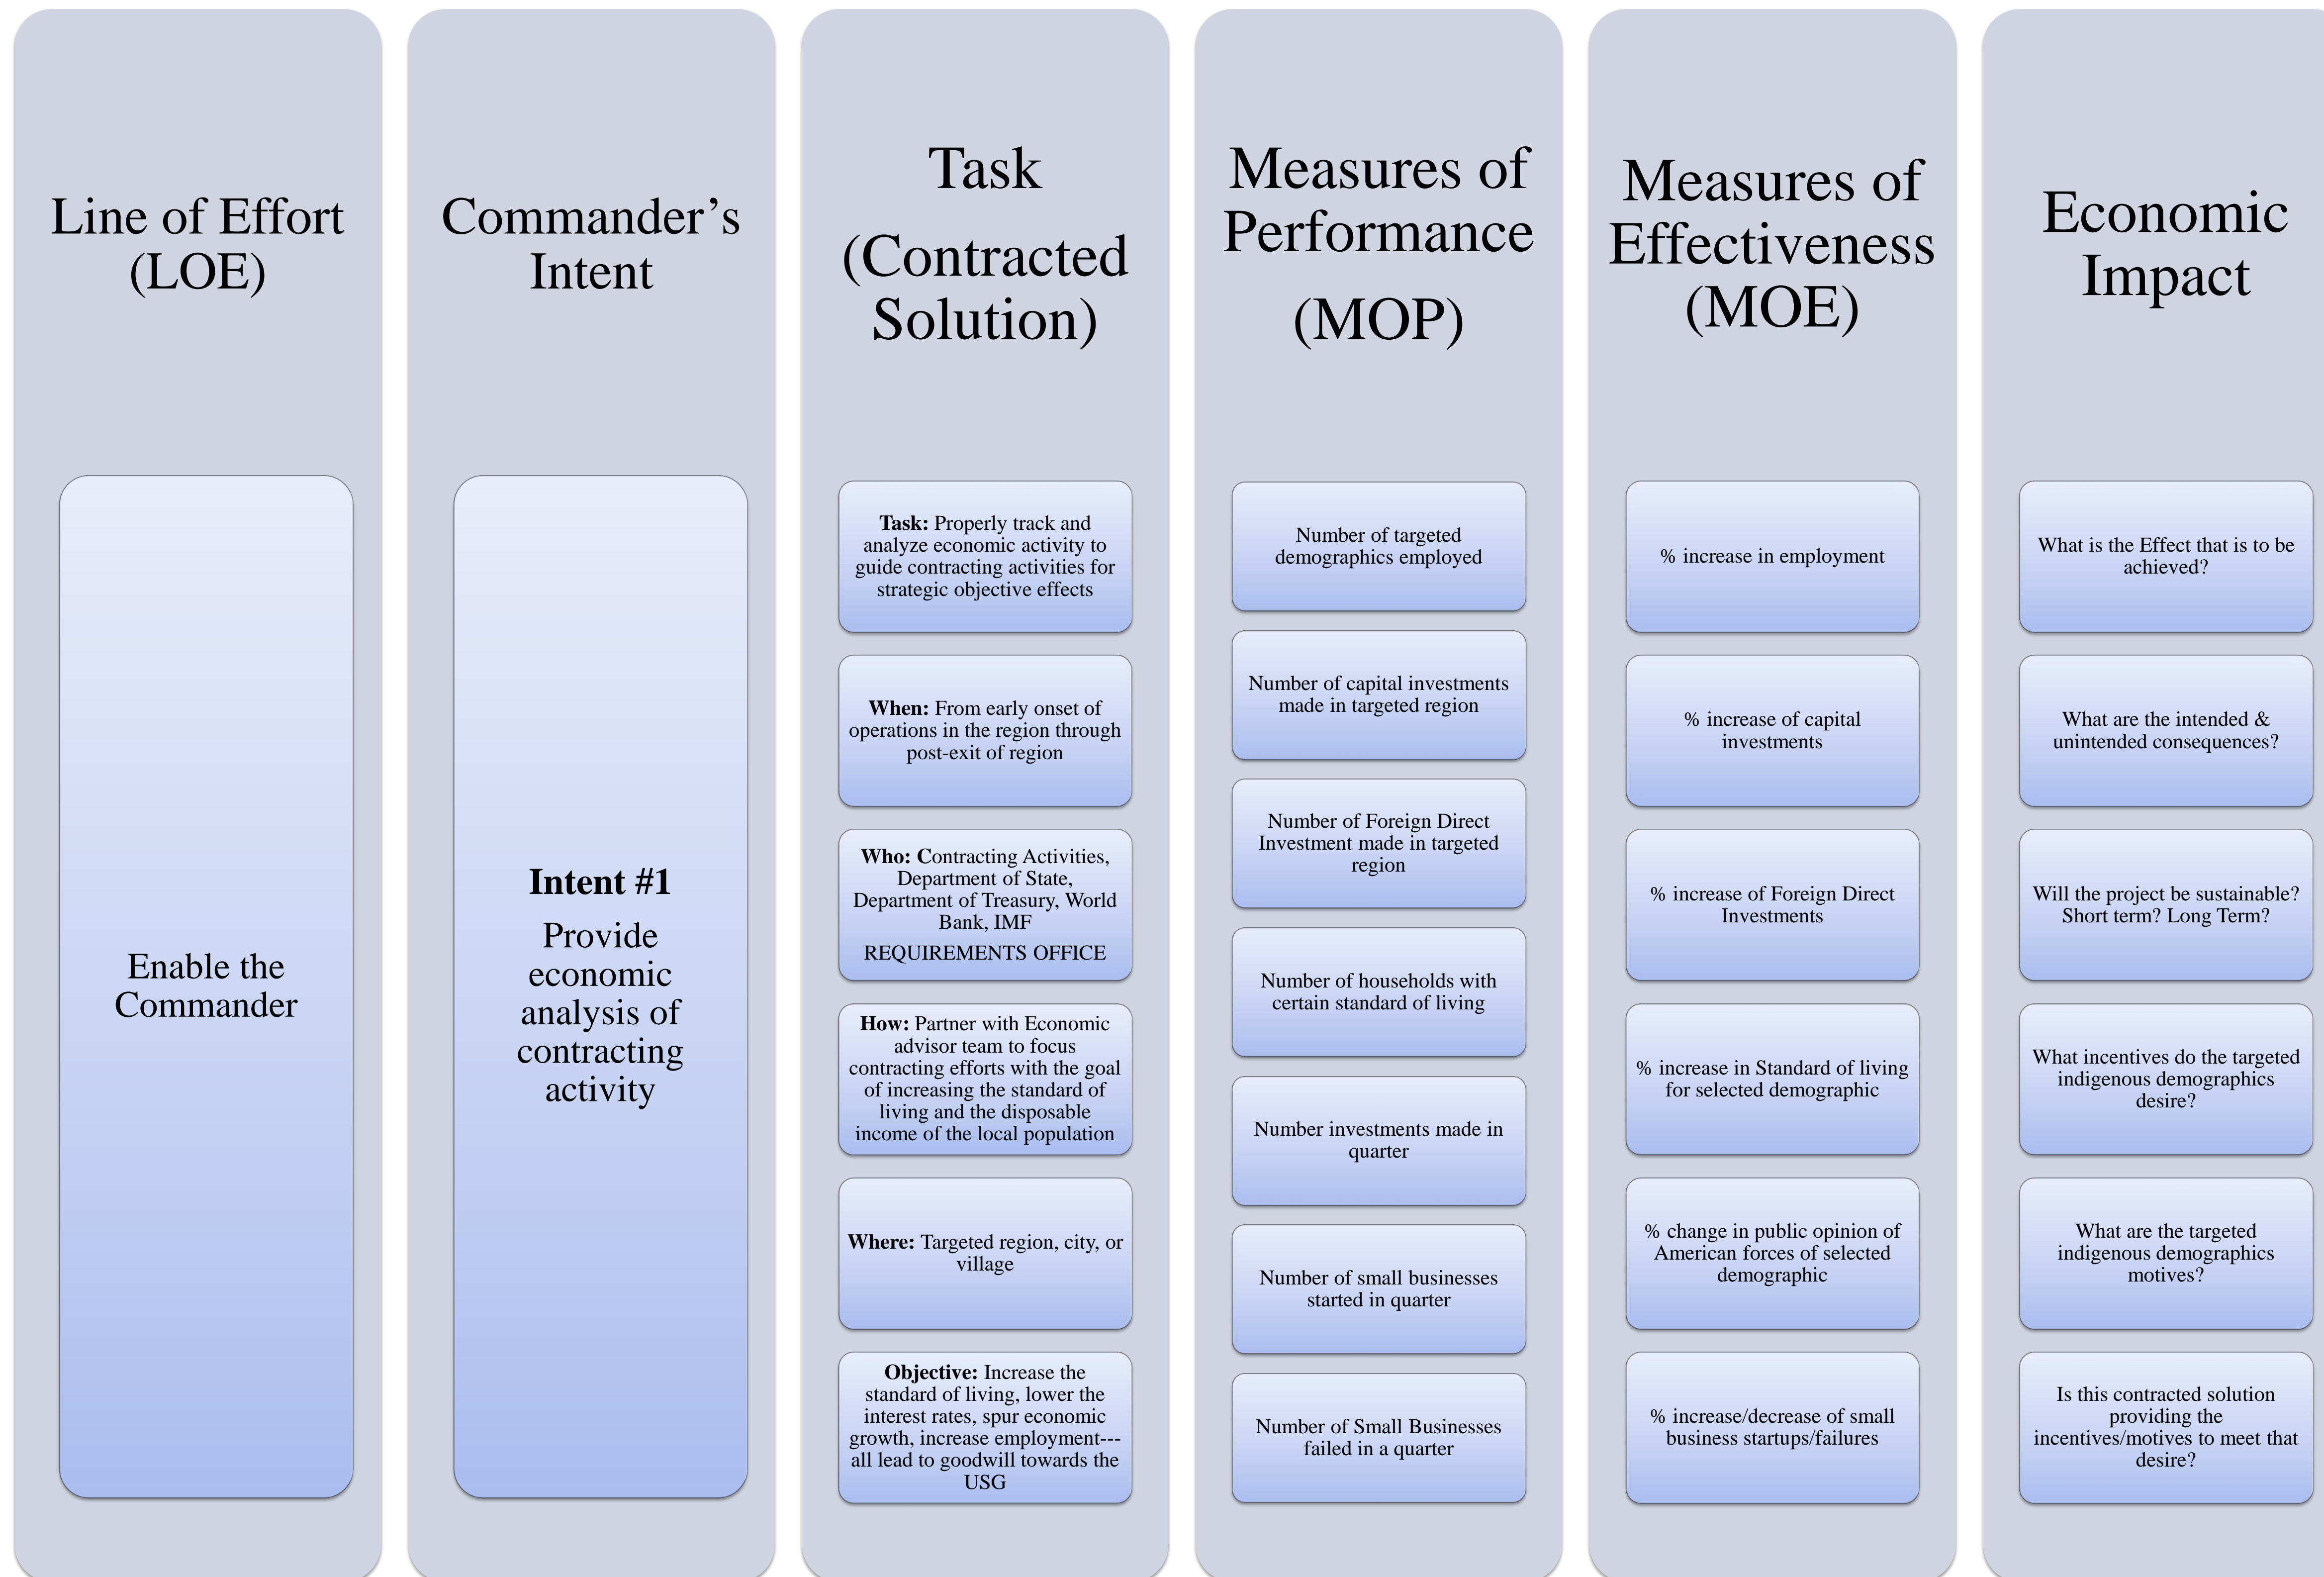 Line of Effort
(LOE)
Enable the
Commander
Commander’s
Intent
Intent #1
Provide
economic
analysis of
contracting
activity
Task
(Contracted
Solution)
Task: Properly track and
analyze economic activity to
guide contracting activities for
strategic objective effects
When: From early onset of
operations in the region through
post-exit of region
Who: Contracting Activities,
Department of State,
Department of Treasury, World
Bank, IMF
REQUIREMENTS OFFICE
How: Partner with Economic
advisor team to focus
contracting efforts with the goal
of increasing the standard of
living and the disposable
income of the local population
Where: Targeted region, city, or
village
Objective: Increase the
standard of living, lower the
interest rates, spur economic
growth, increase employment---
all lead to goodwill towards the
USG
Measures of
Performance
(MOP)
Number of targeted
demographics employed
Number of capital investments
made in targeted region
Number of Foreign Direct
Investment made in targeted
region
Number of households with
certain standard of living
Number investments made in
quarter
Number of small businesses
started in quarter
Number of Small Businesses
failed in a quarter
Measures of
Effectiveness
(MOE)
% increase in employment
% increase of capital
investments
% increase of Foreign Direct
Investments
% increase in Standard of living
for selected demographic
% change in public opinion of
American forces of selected
demographic
% increase/decrease of small
business startups/failures
Economic
Impact
What is the Effect that is to be
achieved?
What are the intended &
unintended consequences?
Will the project be sustainable?
Short term? Long Term?
What incentives do the targeted
indigenous demographics
desire?
What are the targeted
indigenous demographics
motives?
Is this contracted solution
providing the
incentives/motives to meet that
desire?